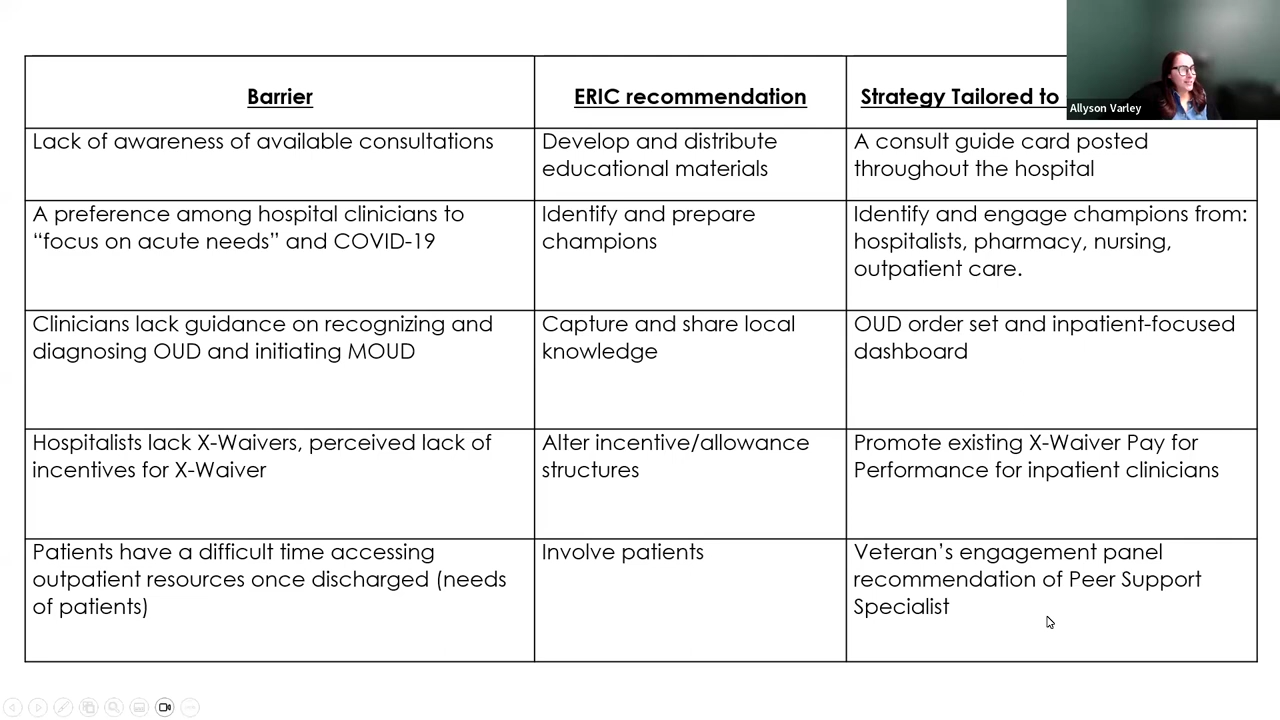 Barrier
ERIC recommendation
Strategy Tailored to
Allyson Varley
Lack of awareness of available consultations
Develop and distribute
educational materials
A consult guide card posted
throughout the hospital
A preference among hospital clinicians to
“focus on acute needs” and COVID-19
Identify and prepare
champions
Identify and engage champions from:
hospitalists, pharmacy, nursing,
outpatient care.
Clinicians lack guidance on recognizing and
diagnosing OUD and initiating MOUD
Capture and share local
knowledge
OUD order set and inpatient-focused
dashboard
Hospitalists lack X-Waivers, perceived lack of
incentives for X-Waiver
Alter incentive/allowance
structures
Promote existing X-Waiver Pay for
Performance for inpatient clinicians
Patients have a difficult time accessing
outpatient resources once discharged (needs
of patients)
Involve patients
Veteran’s engagement panel
recommendation of Peer Support
Specialist